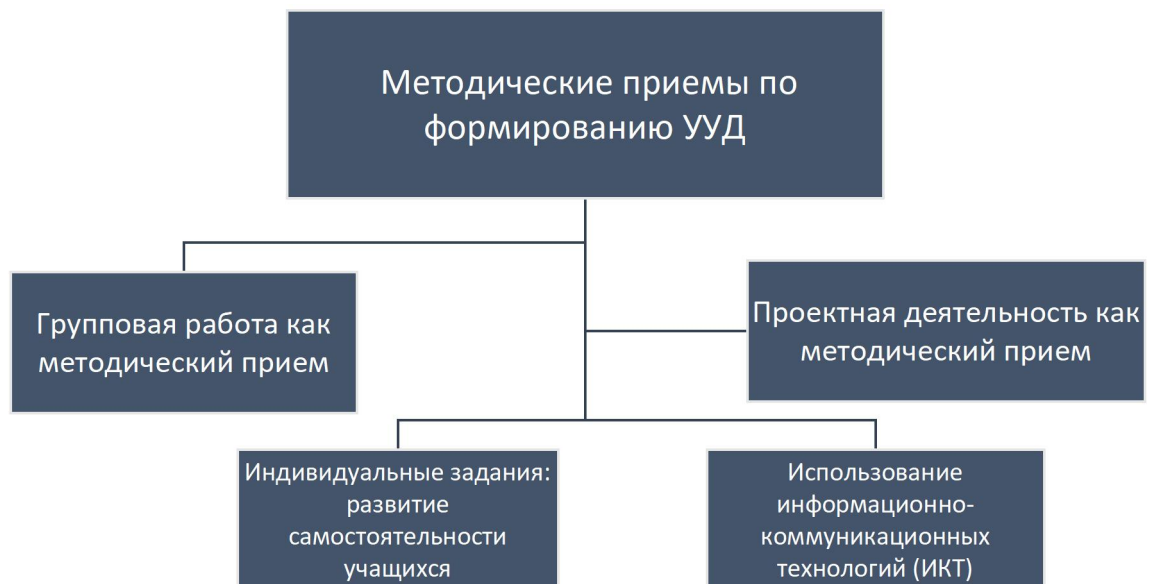 Методические приемы по
формированию УУД
Групповая работа как
методический прием
Проектная деятельность как
методический прием
Индивидуальные задания:
развитие
самостоятельности
учащихся
Использование
информационно-
коммуникационных
технологий (ИКТ)